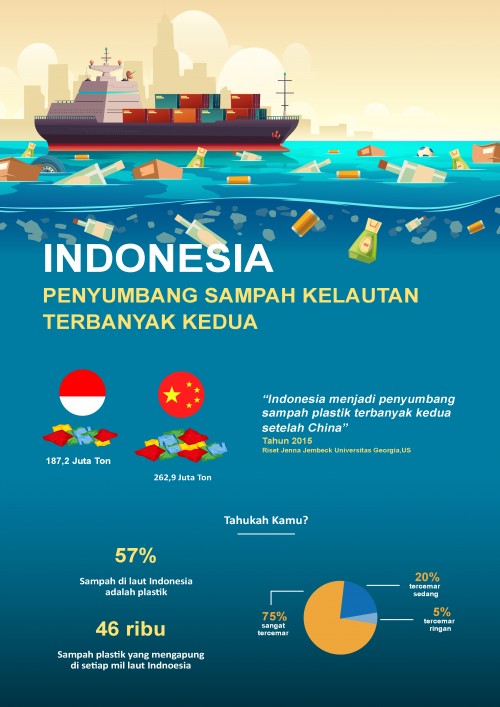 INDONESIA
PENYUMBANG SAMPAH KELAUTAN
TERBANYAK KEDUA
187,2 Juta Ton
262,9 Juta Ton
“Indonesia menjadi penyumbang
sampah plastik terbanyak kedua
setelah China”
Tahun 2015
Riset Jenna Jembeck Universitas Georgia,US
Tahukah Kamu?
57%
Sampah di laut Indonesia
adalah plastik
46 ribu
Sampah plastik yang mengapung
di setiap mil laut Indnoesia
75%
sangat
tercemar
20%
tercemar
sedang
5%
tercemar
ringan